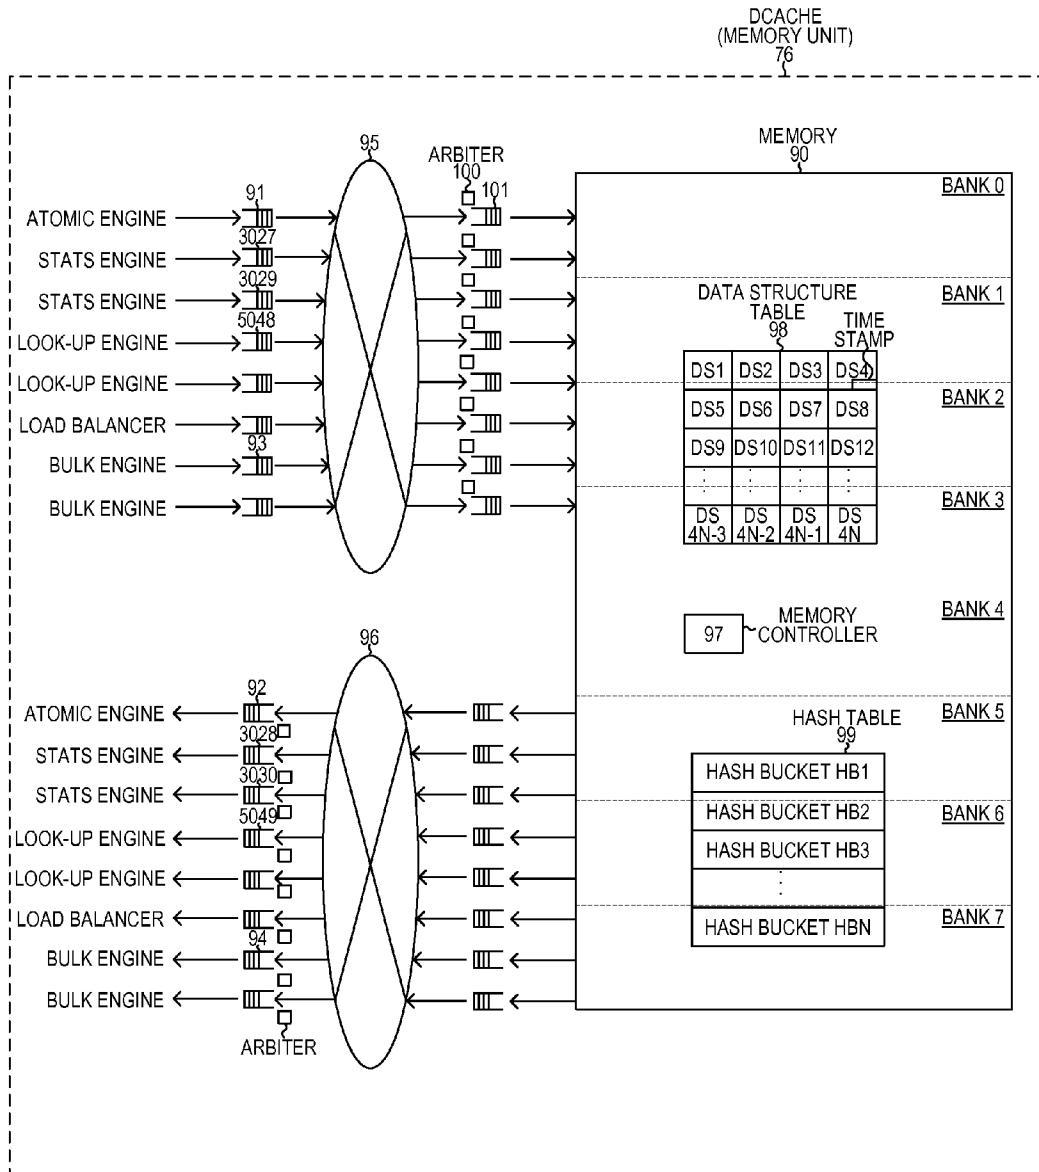 DCACHE
(MEMORY UNIT)
76
95
ARBITER
100
101
MEMORY
90
BANK 0
91
ATOMIC ENGINE
3027
STATS ENGINE
3029
STATS ENGINE
5048
LOOK-UP ENGINE
LOOK-UP ENGINE
LOAD BALANCER
93
BULK ENGINE
BULK ENGINE
BANK 1
DATA STRUCTURE
TABLE
98
TIME
STAMP
DS1 DS2 DS3 DS4
BANK 2
DS5 DS6 DS7 DS8
DS9 DS10 DS11 DS12
BANK 3
DS 4N-3 DS 4N-2 DS 4N-1 DS 4N
BANK 4
97
MEMORY
CONTROLLER
96
92
ATOMIC ENGINE
3028
STATS ENGINE
3030
STATS ENGINE
5049
LOOK-UP ENGINE
LOOK-UP ENGINE
LOAD BALANCER
94
BULK ENGINE
BULK ENGINE
ARBITER
BANK 5
HASH TABLE
99
HASH BUCKET HB1
BANK 6
HASH BUCKET HB2
HASH BUCKET HB3
BANK 7
HASH BUCKET HBN